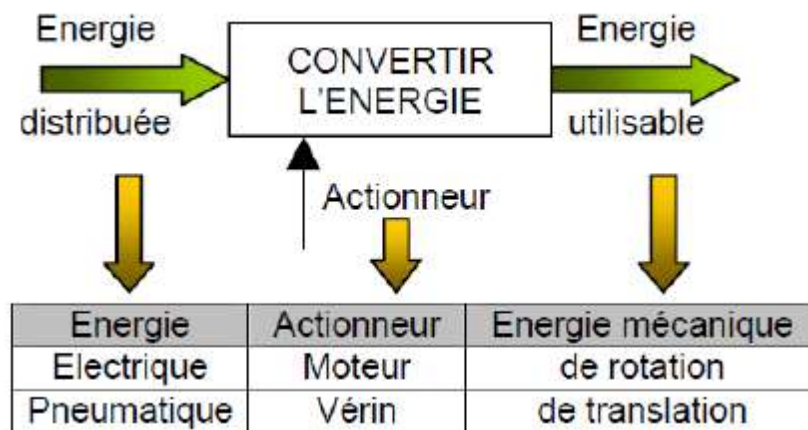 Energie
distribuée
CONVERTIR
L'ENERGIE
Energie
utilisable
Actionneur
Energie Actionneur Energie mécanique
Electrique Moteur de rotation
Pneumatique Vérin de translation